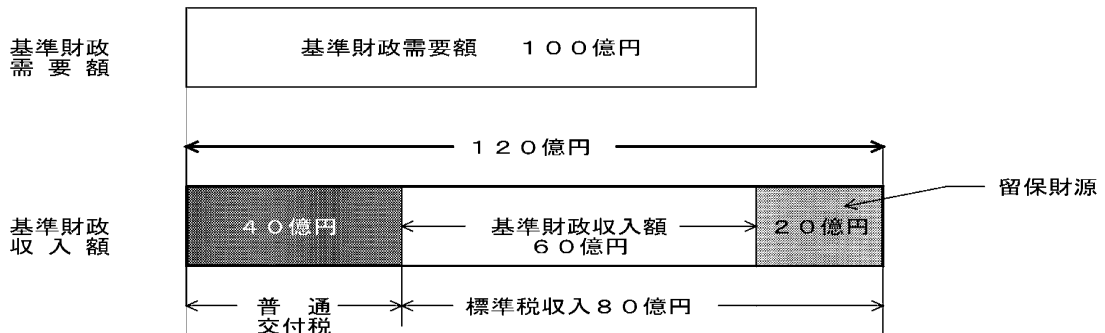 基準財政
需 要 額
基準財政需要額　１００億円
１２０億円
留保財源
基準財政
収 入 額
４０億円
基準財政収入額
６０億円
２０億円
普　通
交付税
標準税収入８０億円